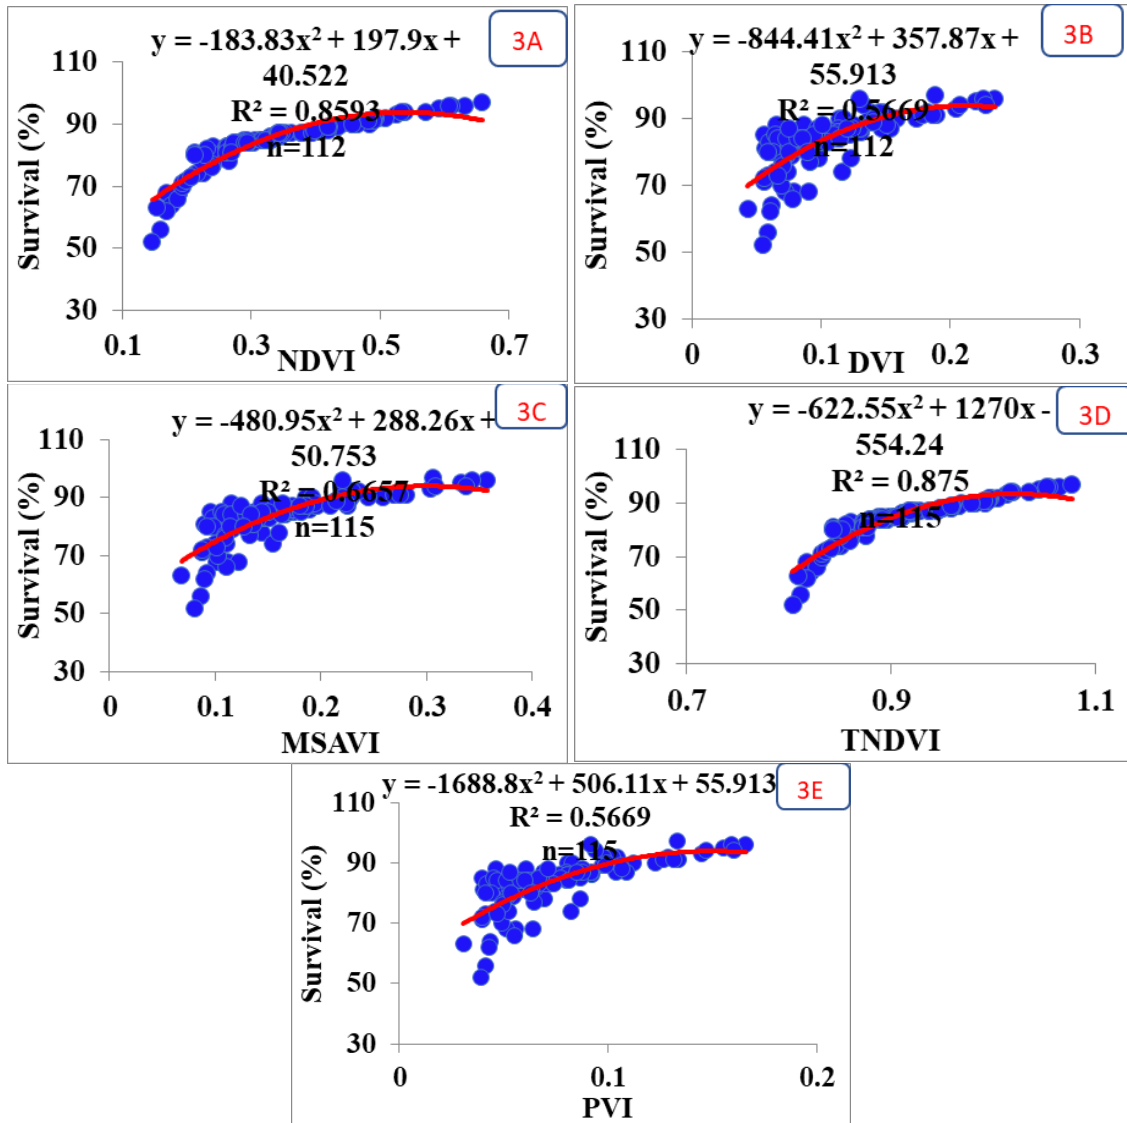 y = -183.83x² + 197.9x +
40.522
R² = 0.8593
n=112
3A
Survival (%)
110
90
70
50
30
0.1
0.3
0.5
0.7
NDVI
y = -844.41x² + 357.87x +
55.913
R² = 0.5669
n=112
3B
Survival (%)
110
90
70
50
30
0
0.1
0.2
0.3
DVI
y = -480.95x² + 288.26x +
50.753
R² = 0.6657
n=115
3C
Survival (%)
110
90
70
50
30
0
0.1
0.2
0.3
0.4
MSAVI
y = -622.55x² + 1270x -
554.24
R² = 0.875
n=115
3D
Survival (%)
110
90
70
50
30
0.7
0.9
1.1
TNDVI
y = -1688.8x² + 506.11x + 55.913
R² = 0.5669
n=115
3E
Survival (%)
110
90
70
50
30
0
0.1
0.2
PVI